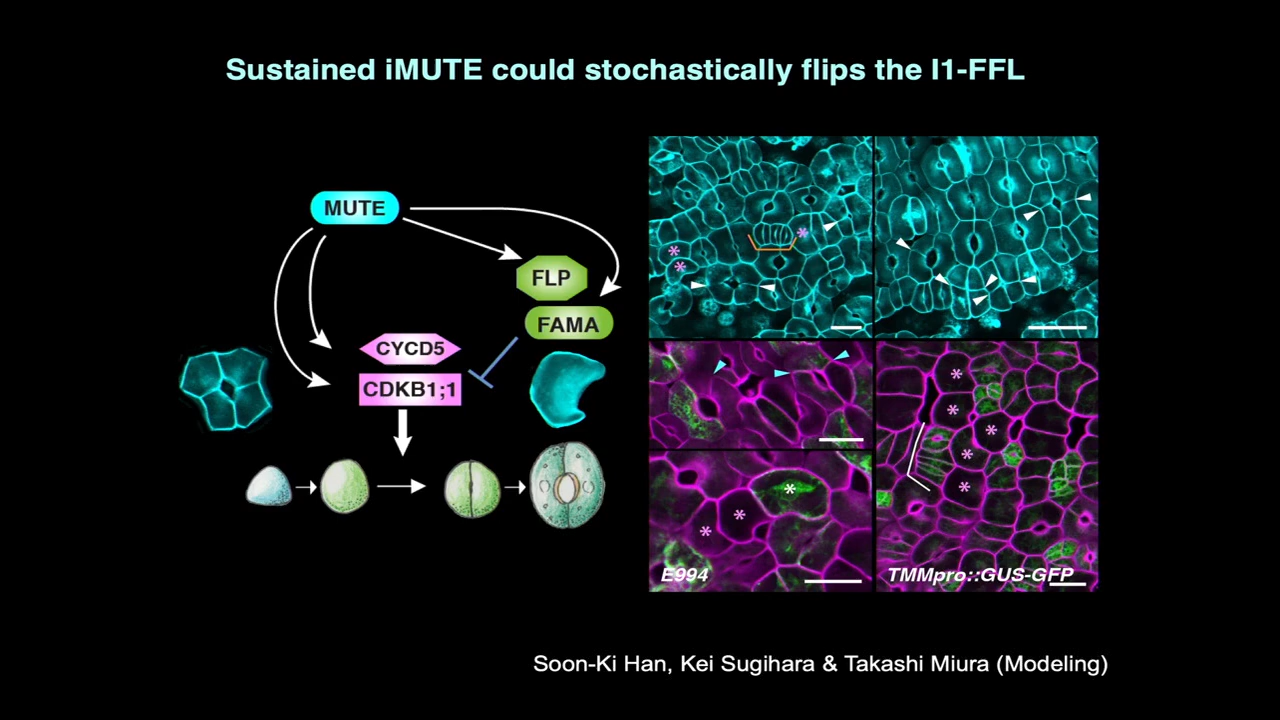 Sustained iMUTE could stochastically flips the I1-FFL
MUTE
FLP
FAMA
CYCD5
CDKB1;1
E994
TMMpro::GUS-GFP
Soon-Ki Han, Kei Sugihara & Takashi Miura (Modeling)